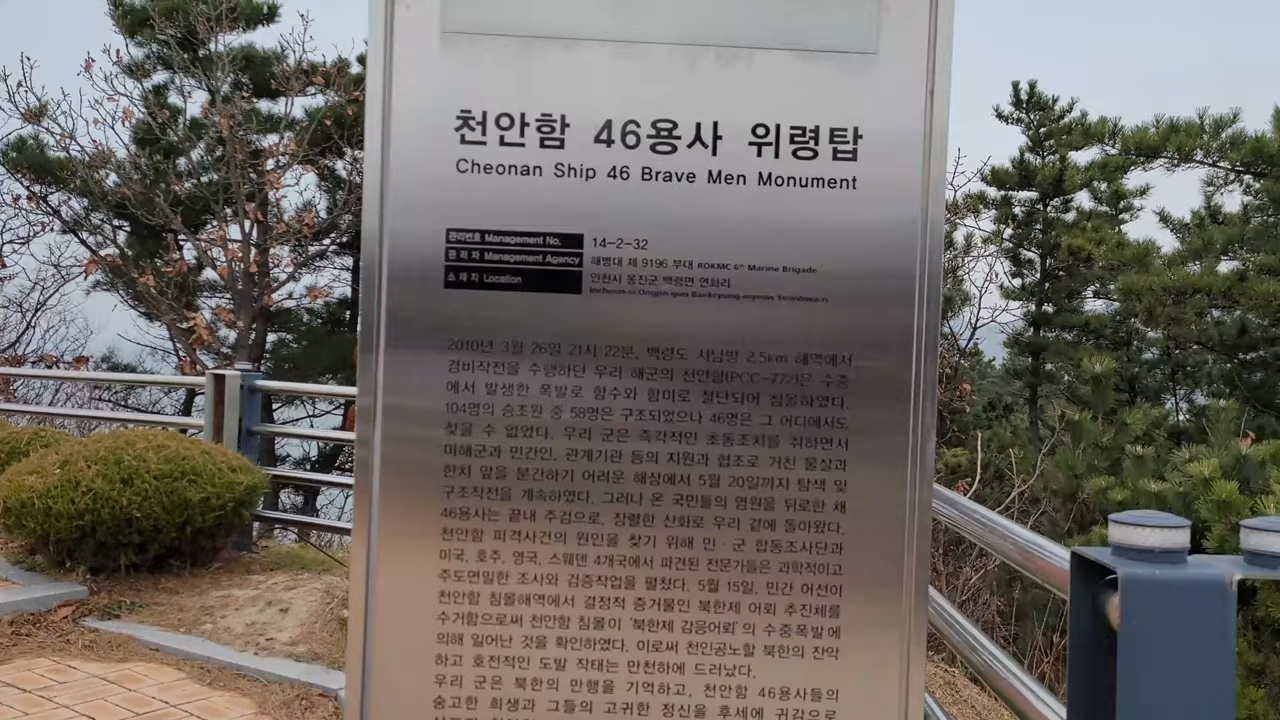 천안함 46용사 위령탑
Cheonan Ship 46 Brave Men Monument
관리번호 Management No. 14-2-32
관 리 자 Management Agency 해병대 제 9196 부대 ROKMC 6th Marine Brigade
소 재 지 Location 인천시 옹진군 백령면 연화리
Incheon-si Ongjin-gun Baekryung-myeon Yeonhwa-ri
2010년 3월 26일 21시 22분, 백령도 서남방 2.5km 해역에서
경비작전을 수행하단 우리 해군의 천안함(PCC-772)은 수중
에서 발생한 폭발로 함수와 함미로 절단되어 침몰하였다.
104명의 승조원 중 58명은 구조되었으나 46명은 그 어디에서도
찾을 수 없었다. 우리 군은 즉각적인 초동조치를 취하면서
미해군과 민간인, 관계기관 등의 지원과 협조로 거친 물살과
한치 앞을 분간하기 어려운 해상에서 5월 20일까지 탐색 및
구조작전을 계속하였다. 그러나 온 국민들의 염원을 뒤로한 채
46용사는 끝내 주검으로, 장렬한 산화로 우리 곁에 돌아왔다.
천안함 피격사건의 원인을 찾기 위해 민·군 합동조사단과
미국, 호주, 영국, 스웨덴 4개국에서 파견된 전문가들은 과학적이고
주도면밀한 조사와 검증작업을 펼쳤다. 5월 15일, 민간 어선이
천안함 침몰해역에서 결정적 증거물인 북한제 어뢰 추진체를
수거함으로써 천안함 침몰이 '북한제 감응어뢰'의 수중폭발에
의해 일어난 것을 확인하였다. 이로써 천인공노할 북한의 잔악
하고 호전적인 도발 작태는 만천하에 드러났다.
우리 군은 북한의 만행을 기억하고, 천안함 46용사들의
숭고한 희생과 그들의 고귀한 정신을 후세에 귀감으로